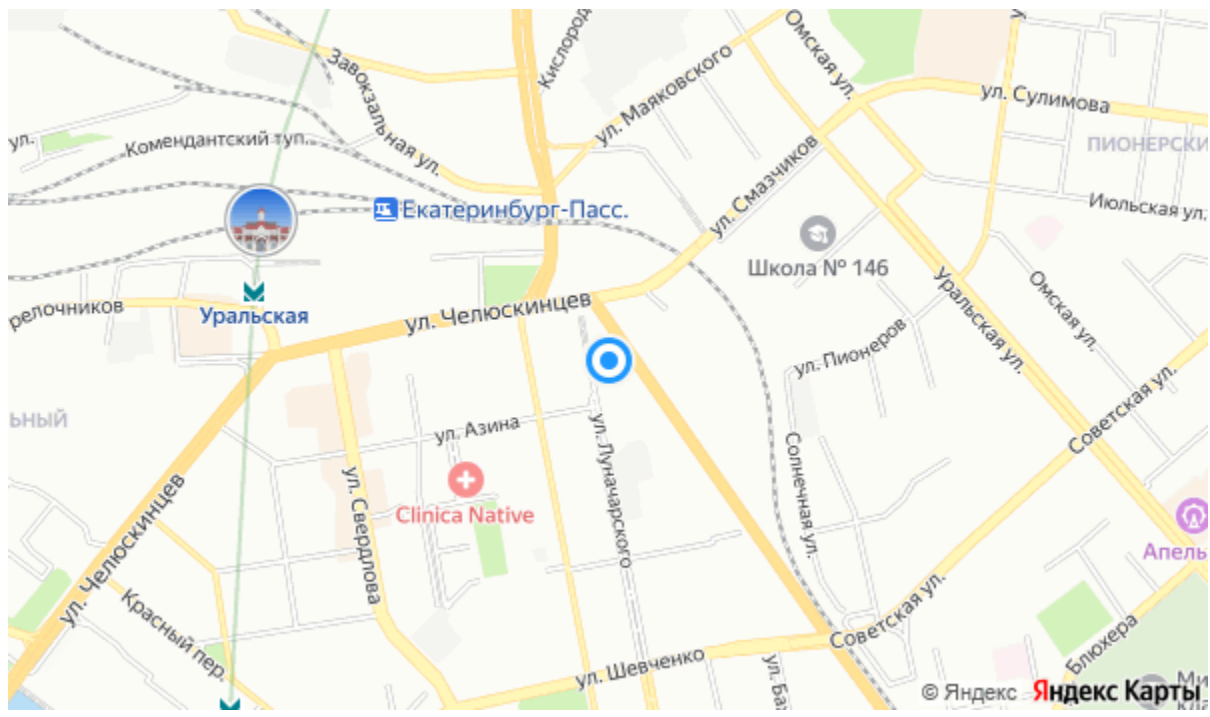 Завокзальная ул.
Кислород
ул. Маяковского
Омская ул.
ул. Сулимова
ул.
Комендантский туп.
ПИОНЕРСКИ
Екатеринбург-Пасс.
ул. Смазчиков
Июльская ул.
Школа № 146
релочников
Уральская
ул. Челюскинцев
Уральская ул.
Омская ул.
ул. Пионеров
ЬНЫЙ
ул. Азина
ул. Луначарского
Советская ул.
Солнечная ул.
ул. Свердлова
Clinica Native
ул. Челюскинцев
Апель
Красный пер.
Советская ул.
Блюхера
ул. Шевченко
ул. Бах
Ми
© Яндекс Яндекс Карты